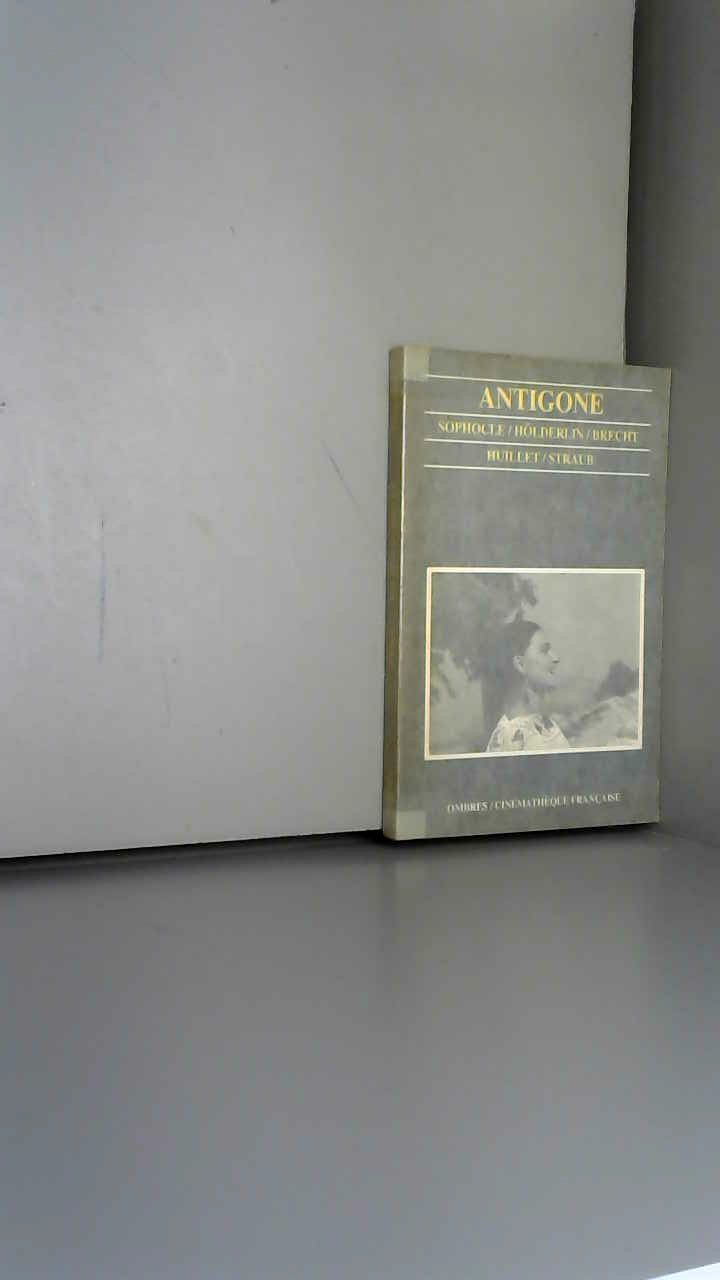 ANTIGONE
SOPHOCLE / HÖLDERLIN / BRECHT
HUILLET / STRAUB
OMBRES / CINÉMATHÈQUE FRANÇAISE